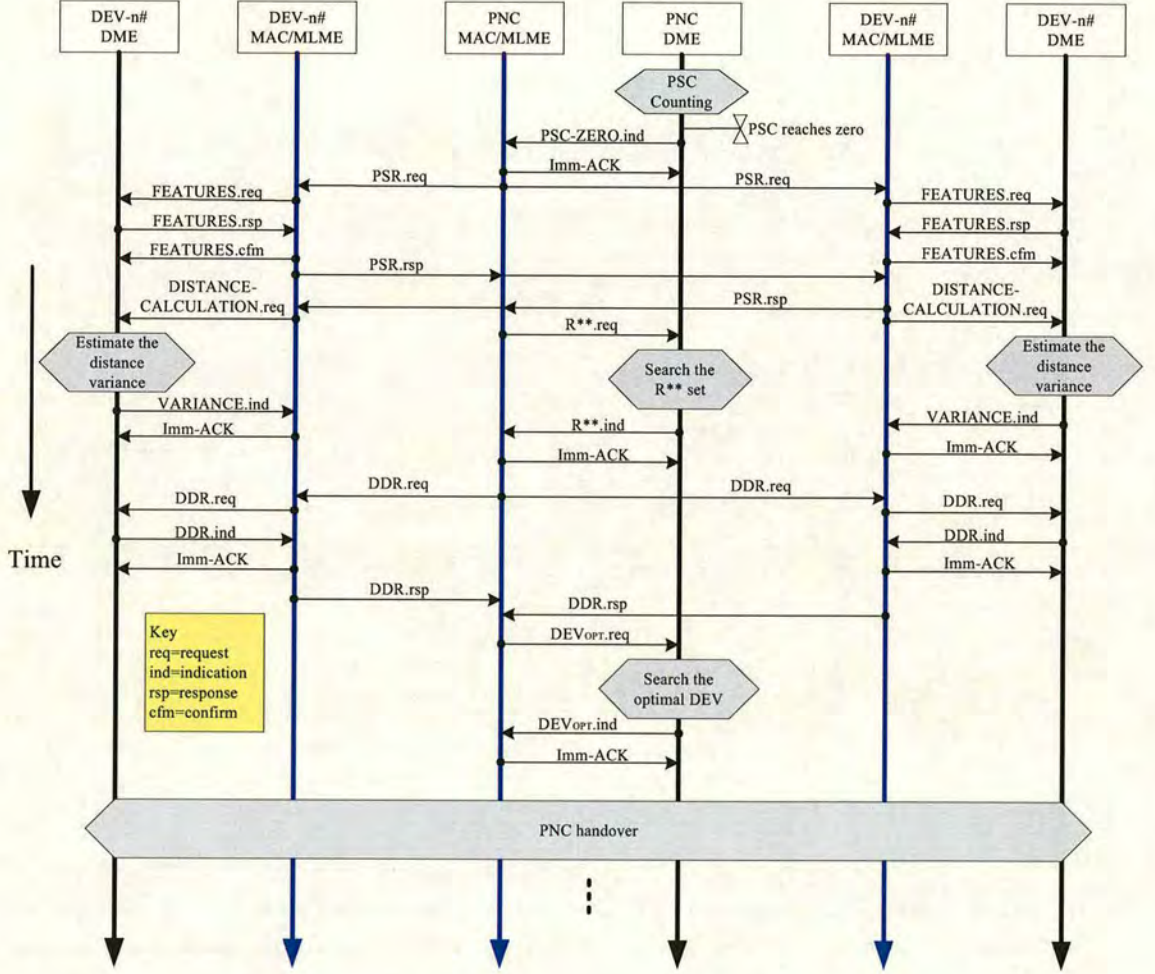 DEV-n#
DME
DEV-n#
MAC/MLME
PNC
MAC/MLME
PNC
DME
DEV-n#
MAC/MLME
DEV-n#
DME
PSC
Counting
PSC-ZERO.ind
PSC reaches zero
Imm-ACK
PSR.req
PSR.req
FEATURES.req
FEATURES.req
FEATURES.rsp
FEATURES.rsp
FEATURES.cfm
FEATURES.cfm
PSR.rsp
DISTANCE-
CALCULATION.req
PSR.rsp
DISTANCE-
CALCULATION.req
R**.req
Estimate the
distance
variance
Search the
R** set
Estimate the
distance
variance
VARIANCE.ind
VARIANCE.ind
Imm-ACK
R**.ind
Imm-ACK
Imm-ACK
DDR.req
DDR.req
DDR.req
DDR.req
Time
DDR.ind
DDR.ind
Imm-ACK
Imm-ACK
DDR.rsp
DDR.rsp
Key
req=request
ind=indication
rsp=response
cfm=confirm
DEVOPT.req
Search the
optimal DEV
DEVOPT.ind
Imm-ACK
PNC handover